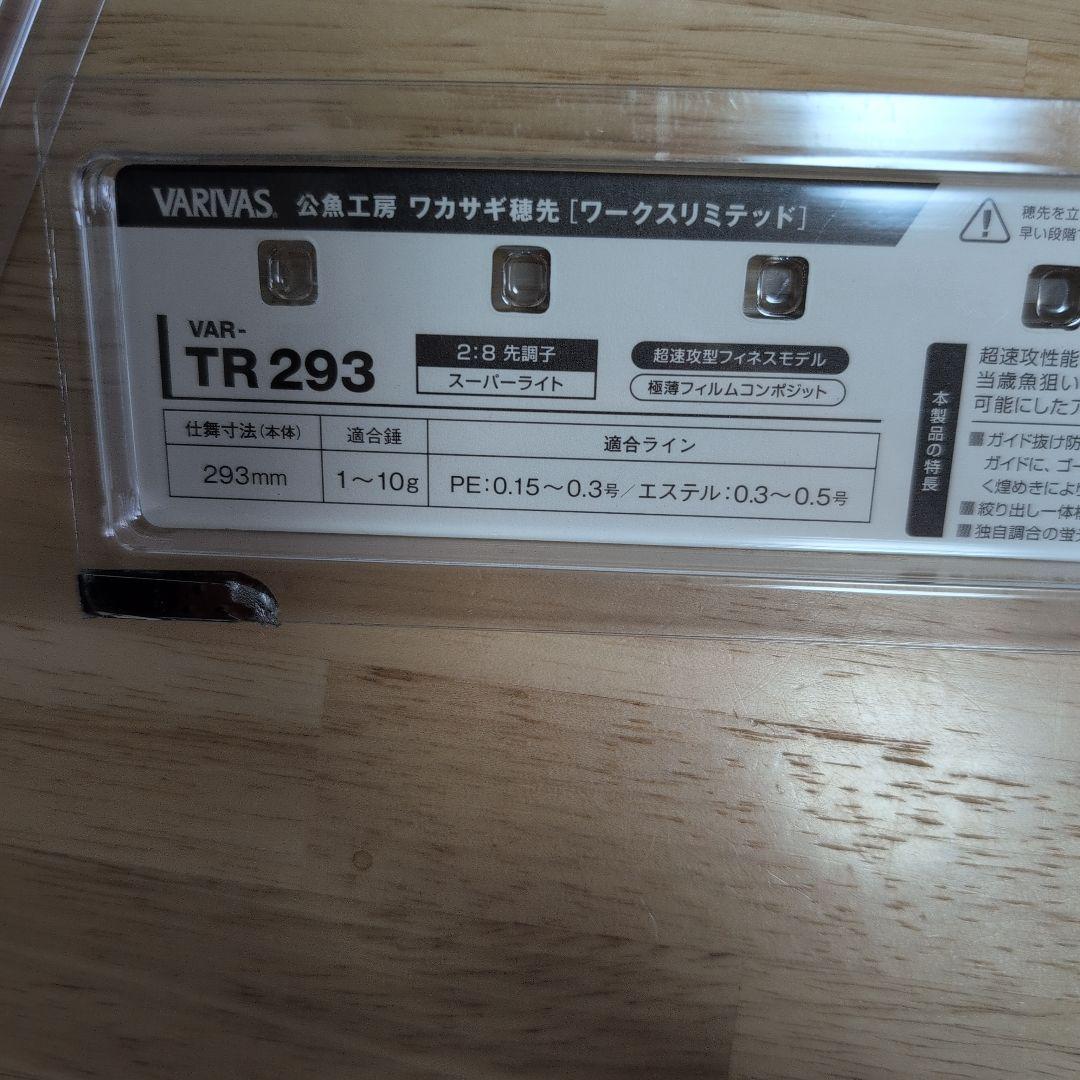 VARIVAS® 公魚工房 ワカサギ穂先 [ワークスリミテッド]
穂先を立
早い段階で
VAR-
TR 293
2:8 先調子
スーパーライト
超速攻型フィネスモデル
極薄フィルムコンポジット
仕舞寸法(本体) 適合錘 適合ライン
293mm 1〜10g PE:0.15〜0.3号/エステル:0.3〜0.5号
本製品の特長
超速攻性能
当歳魚狙い
可能にしたア
ガイド抜け防
ガイドに、ゴー
く煌めきにより
絞り出し一体
独自調合の蛍